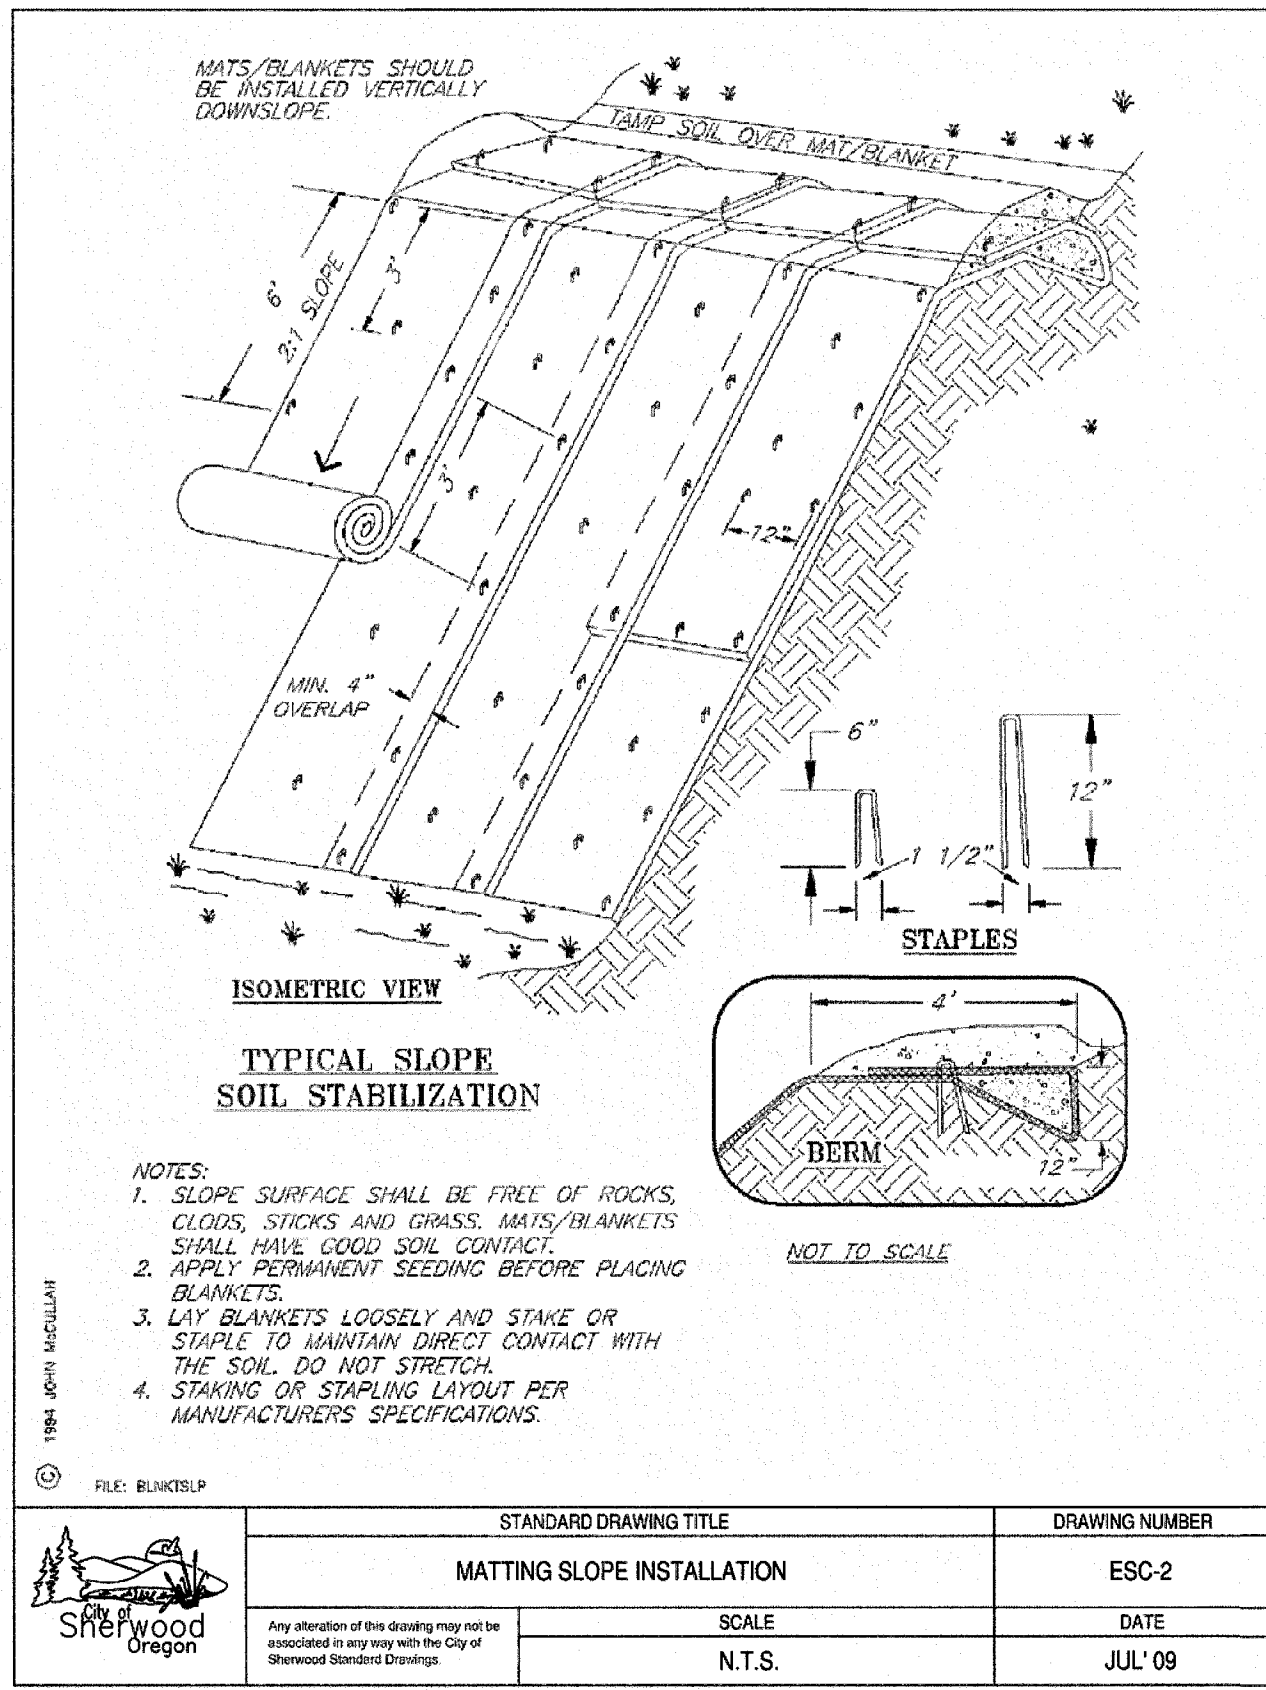 MATS/BLANKETS SHOULD
BE INSTALLED VERTICALLY
DOWNSLOPE.
TAMP SOIL OVER MAT/BLANKET
6'
2:1 SLOPE
3'
3'
12"
MIN. 4"
OVERLAP
6"
12"
1 1/2"
STAPLES
ISOMETRIC VIEW
4'
BERM
12"
TYPICAL SLOPE
SOIL STABILIZATION
NOT TO SCALE
NOTES:
1. SLOPE SURFACE SHALL BE FREE OF ROCKS,
CLODS, STICKS AND GRASS. MATS/BLANKETS
SHALL HAVE GOOD SOIL CONTACT.
2. APPLY PERMANENT SEEDING BEFORE PLACING
BLANKETS.
3. LAY BLANKETS LOOSELY AND STAKE OR
STAPLE TO MAINTAIN DIRECT CONTACT WITH
THE SOIL. DO NOT STRETCH.
4. STAKING OR STAPLING LAYOUT PER
MANUFACTURERS SPECIFICATIONS.
© 1994 JOHN McCULLAH
FILE: BLNKTSLP
City of
Sherwood
Oregon
STANDARD DRAWING TITLE
MATTING SLOPE INSTALLATION
DRAWING NUMBER
ESC-2
Any alteration of this drawing may not be
associated in any way with the City of
Sherwood Standard Drawings.
SCALE
N.T.S.
DATE
JUL' 09